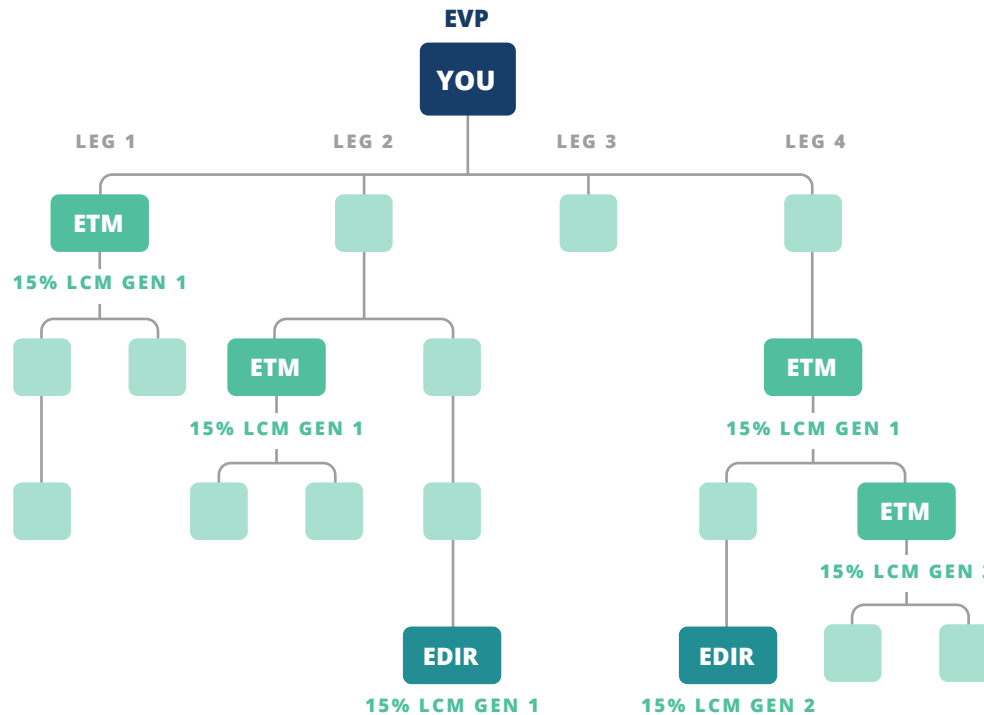 EVP
YOU
LEG 1
LEG 2
LEG 3
LEG 4
ETM
15% LCM GEN 1
ETM
ETM
15% LCM GEN 1
15% LCM GEN 1
ETM
15% LCM GEN
EDIR
EDIR
15% LCM GEN 1
15% LCM GEN 2